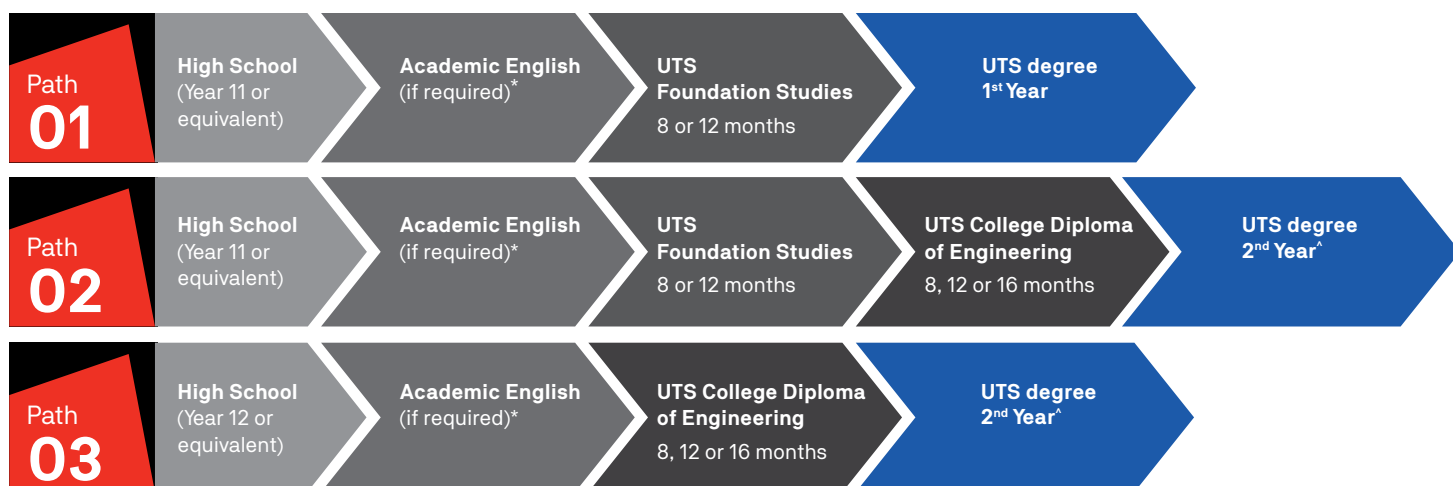 Path
01
High School
(Year 11 or
equivalent)
Academic English
(if required)*
UTS
Foundation Studies
8 or 12 months
UTS degree
1st Year
Path
02
High School
(Year 11 or
equivalent)
Academic English
(if required)*
UTS
Foundation Studies
8 or 12 months
UTS College Diploma
of Engineering
8, 12 or 16 months
UTS degree
2nd Year^
Path
03
High School
(Year 12 or
equivalent)
Academic English
(if required)*
UTS College Diploma
of Engineering
8, 12 or 16 months
UTS degree
2nd Year^